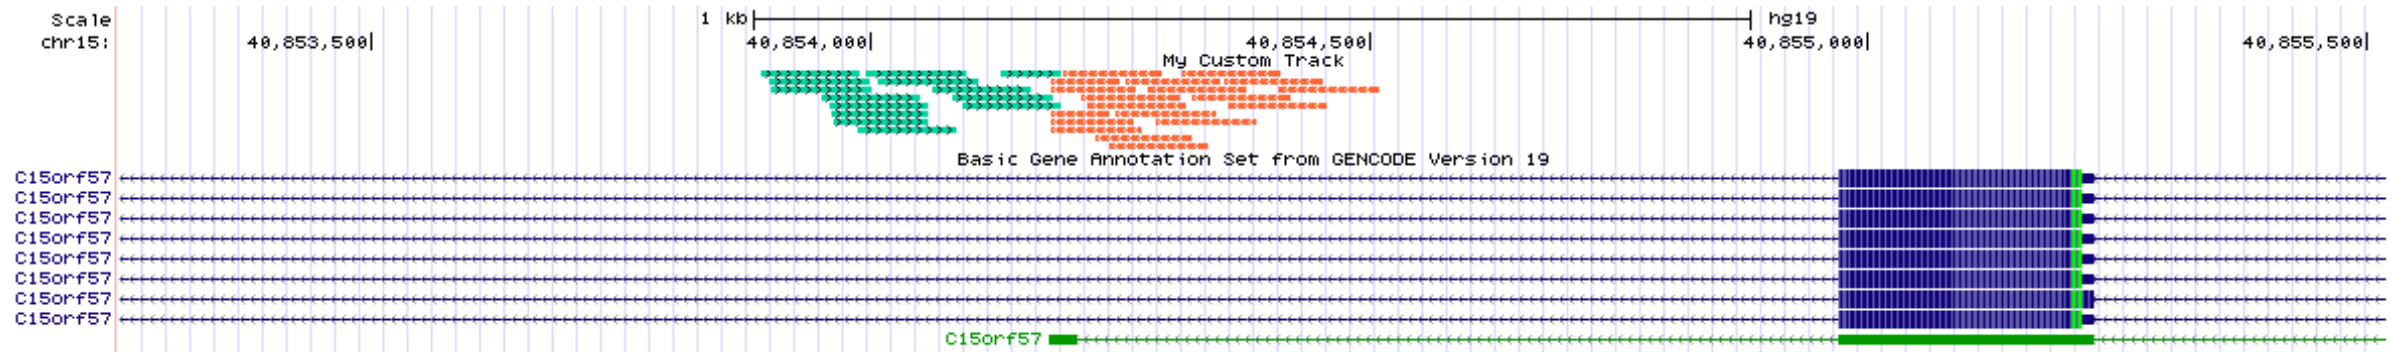 Scale 1 kb hg19
chr15: 40,853,500 40,854,000 40,854,500 40,855,000 40,855,500
My Custom Track
Basic Gene Annotation Set from GENCODE Version 19
C15orf57
C15orf57
C15orf57
C15orf57
C15orf57
C15orf57
C15orf57
C15orf57
C15orf57